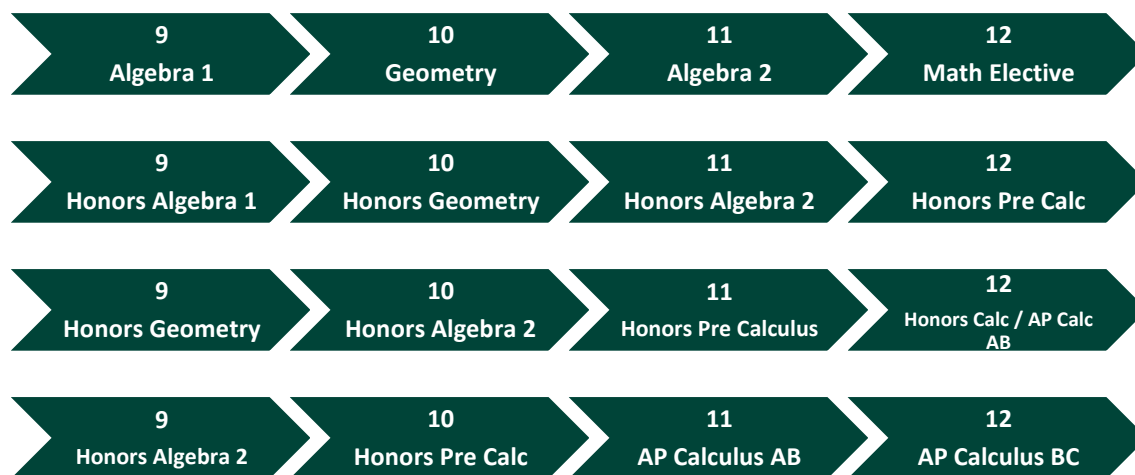 9
Algebra 1
10
Geometry
11
Algebra 2
12
Math Elective
9
Honors Algebra 1
10
Honors Geometry
11
Honors Algebra 2
12
Honors Pre Calc
9
Honors Geometry
10
Honors Algebra 2
11
Honors Pre Calculus
12
Honors Calc / AP Calc
AB
9
Honors Algebra 2
10
Honors Pre Calc
11
AP Calculus AB
12
AP Calculus BC